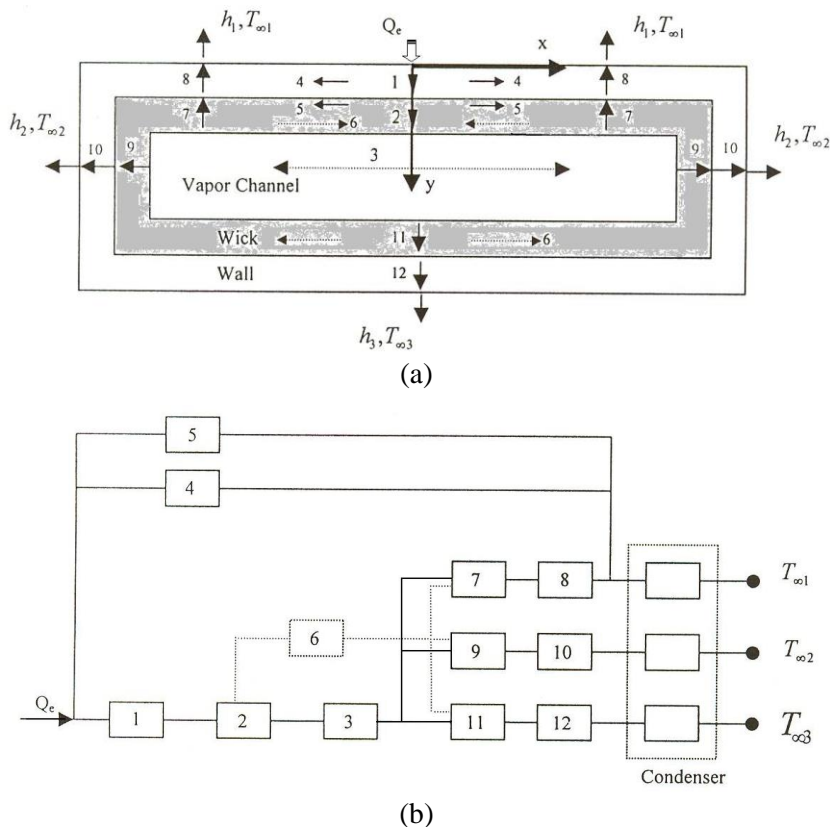 h₁,T∞1 Qₑ h₁,T∞1
x
8 4 1 4 8
5 5
7 6 2 7
h₂,T∞2 h₂,T∞2
10 9 3 9 10
Vapor Channel y
Wick 11 6
Wall 12
h₃,T∞3
(a)
5
4
7 8 T∞1
6
9 10 T∞2
Qₑ
1 2 3 11 12 T∞3
Condenser
(b)